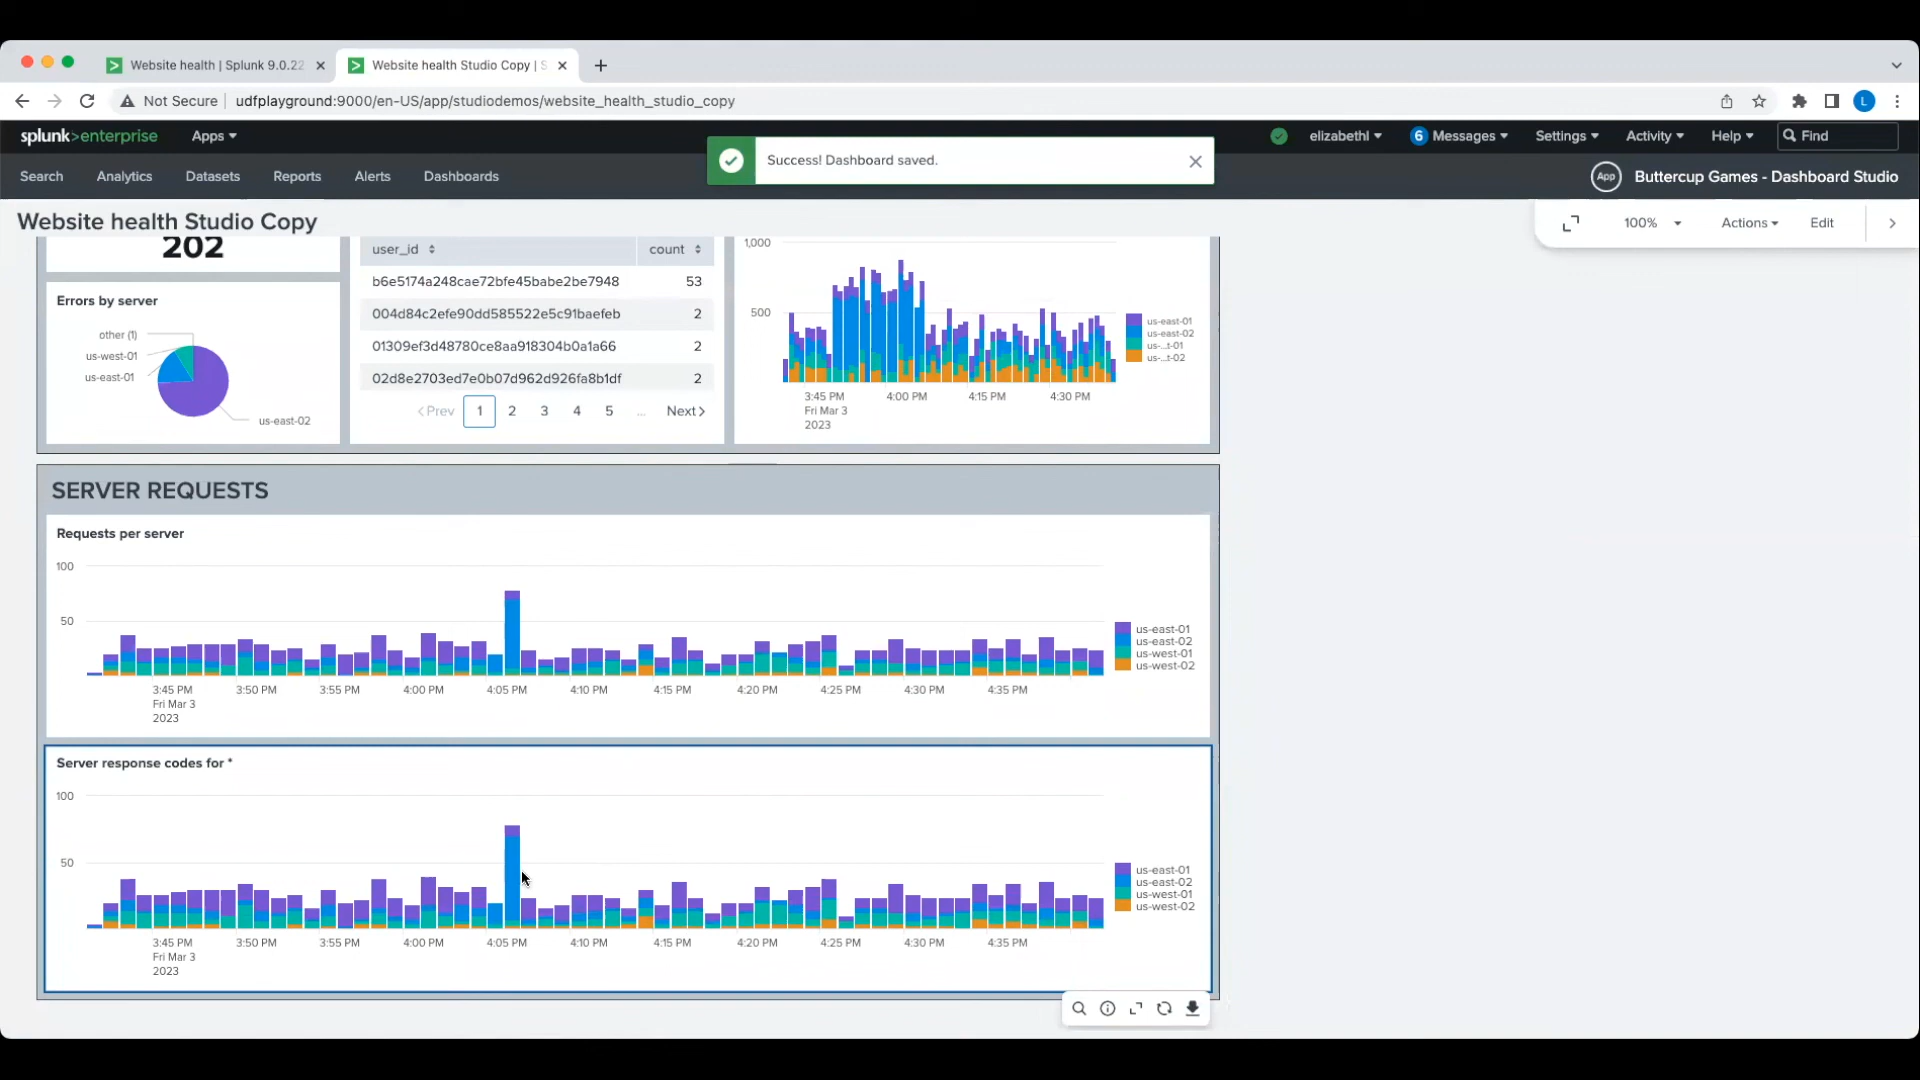 Website health | Splunk 9.0.22
Website health Studio Copy | S
Not Secure
udfplayground:9000/en-US/app/studiodemos/website_health_studio_copy
L
splunk>enterprise
Apps
elizabethl
6 Messages
Settings
Activity
Help
Find
Success! Dashboard saved.
Search
Analytics
Datasets
Reports
Alerts
Dashboards
App
Buttercup Games - Dashboard Studio
Website health Studio Copy
100%
Actions
Edit
202
Errors by server
other (1)
us-west-01
us-east-01
us-east-02
user_id
count
b6e5174a248cae72bfe45babe2be7948
53
004d84c2efe90dd585522e5c91baefeb
2
01309ef3d48780ce8aa918304b0a1a66
2
02d8e2703ed7e0b07d962d926fa8b1df
2
<Prev
1
2
3
4
5
...
Next>
1,000
500
3:45 PM
Fri Mar 3
2023
4:00 PM
4:15 PM
4:30 PM
us-east-01
us-east-02
us-...t-01
us-...t-02
SERVER REQUESTS
Requests per server
100
50
3:45 PM
Fri Mar 3
2023
3:50 PM
3:55 PM
4:00 PM
4:05 PM
4:10 PM
4:15 PM
4:20 PM
4:25 PM
4:30 PM
4:35 PM
us-east-01
us-east-02
us-west-01
us-west-02
Server response codes for *
100
50
3:45 PM
Fri Mar 3
2023
3:50 PM
3:55 PM
4:00 PM
4:05 PM
4:10 PM
4:15 PM
4:20 PM
4:25 PM
4:30 PM
4:35 PM
us-east-01
us-east-02
us-west-01
us-west-02